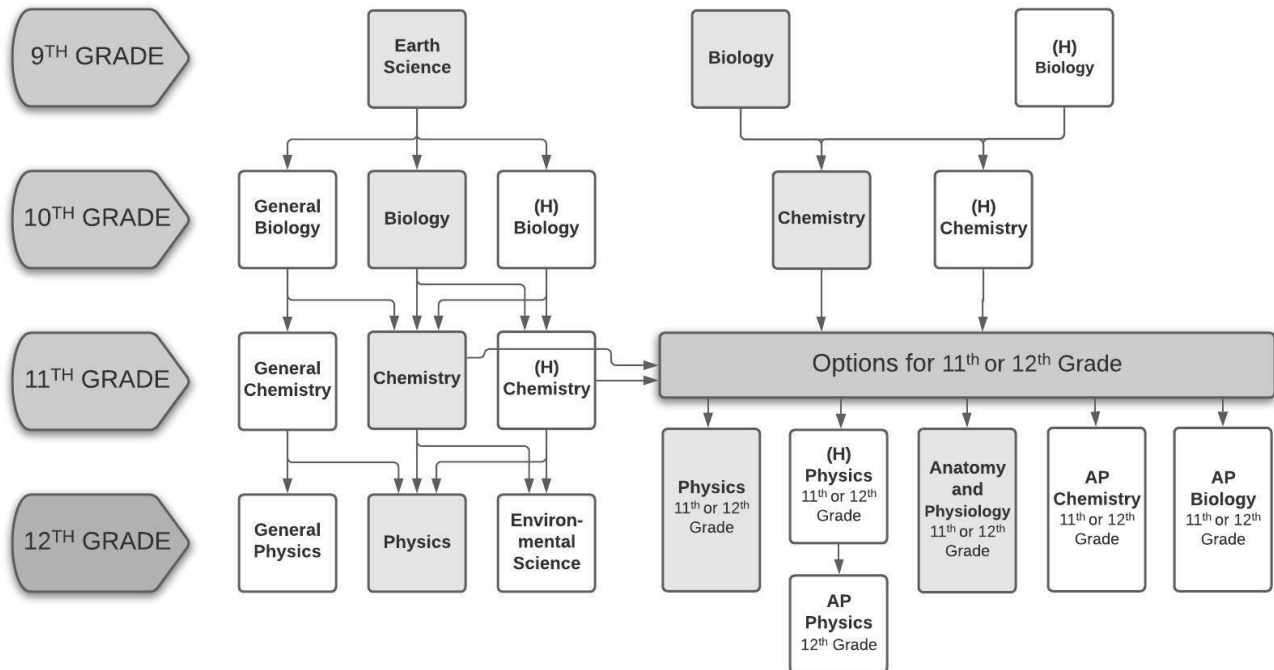 9TH GRADE
Earth
Science
Biology
(H)
Biology
10TH GRADE
General
Biology
Biology
(H)
Biology
Chemistry
(H)
Chemistry
11TH GRADE
General
Chemistry
Chemistry
(H)
Chemistry
Options for 11th or 12th Grade
12TH GRADE
General
Physics
Physics
Environ-
mental
Science
Physics
11th or 12th
Grade
(H)
Physics
11th or 12th
Grade
AP
Physics
12th Grade
Anatomy
and
Physiology
11th or 12th
Grade
AP
Chemistry
11th or 12th
Grade
AP
Biology
11th or 12th
Grade